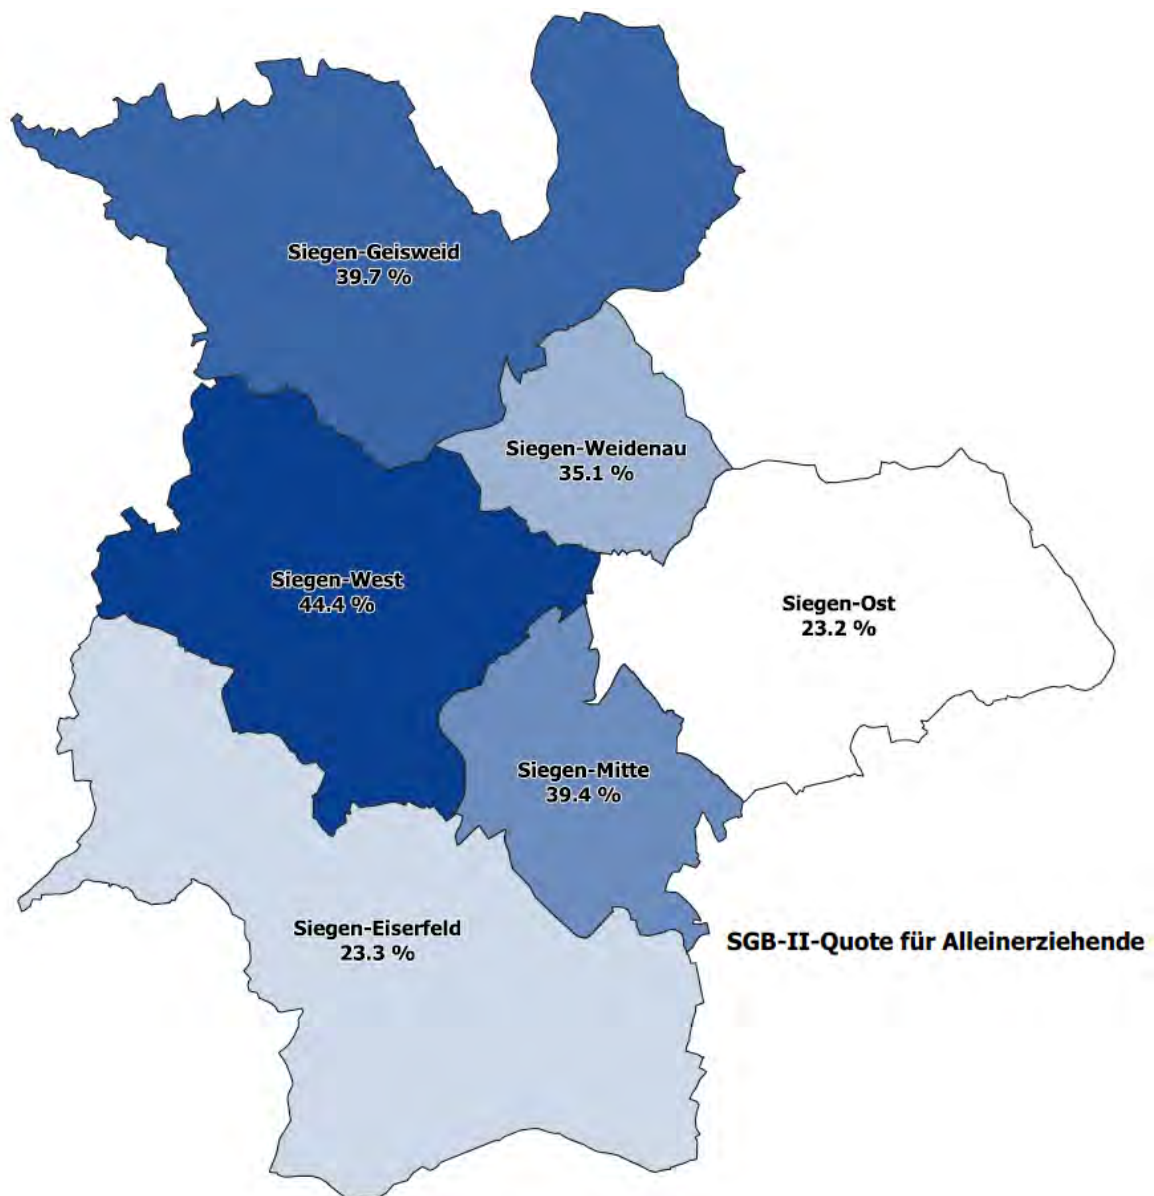 Siegen-Geisweid
39.7 %
Siegen-Weidenau
35.1 %
Siegen-West
44.4 %
Siegen-Ost
23.2 %
Siegen-Mitte
39.4 %
Siegen-Eiserfeld
23.3 %
SGB-II-Quote für Alleinerziehende